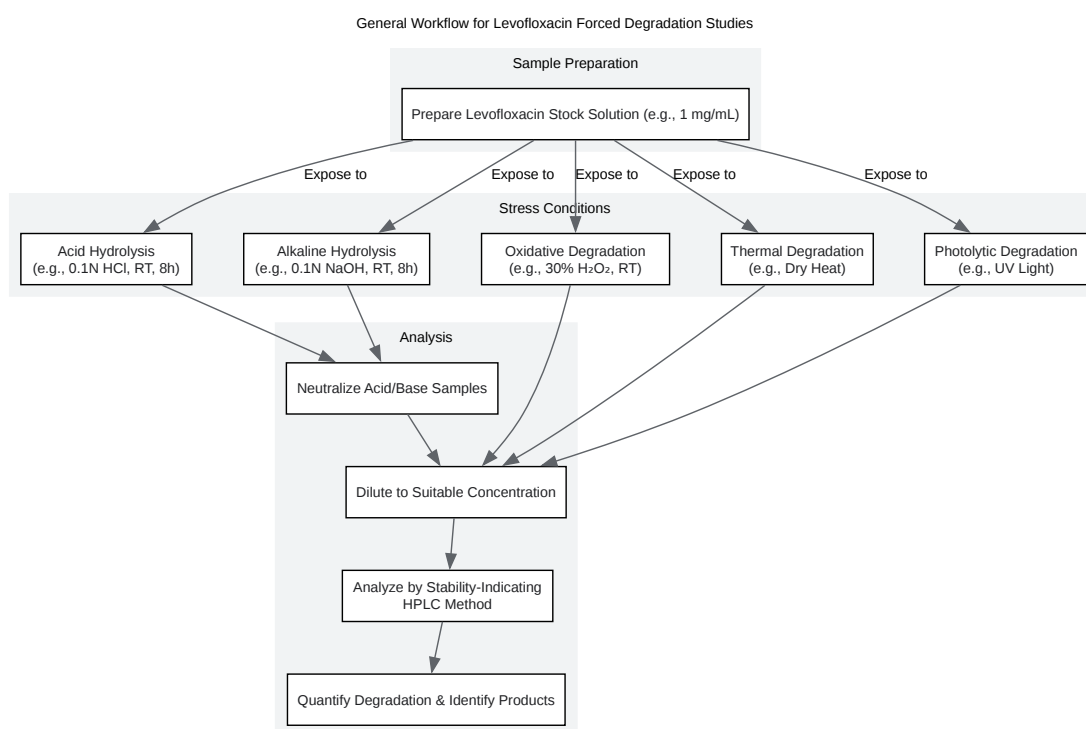 General Workflow for Levofloxacin Forced Degradation Studies
Sample Preparation
Prepare Levofloxacin Stock Solution (e.g., 1 mg/mL)
Expose to
Expose to
Expose to
Expose to
Expose to
Stress Conditions
Acid Hydrolysis
(e.g., 0.1N HCl, RT, 8h)
Alkaline Hydrolysis
(e.g., 0.1N NaOH, RT, 8h)
Oxidative Degradation
(e.g., 30% H₂O₂, RT)
Thermal Degradation
(e.g., Dry Heat)
Photolytic Degradation
(e.g., UV Light)
Analysis
Neutralize Acid/Base Samples
Dilute to Suitable Concentration
Analyze by Stability-Indicating
HPLC Method
Quantify Degradation & Identify Products